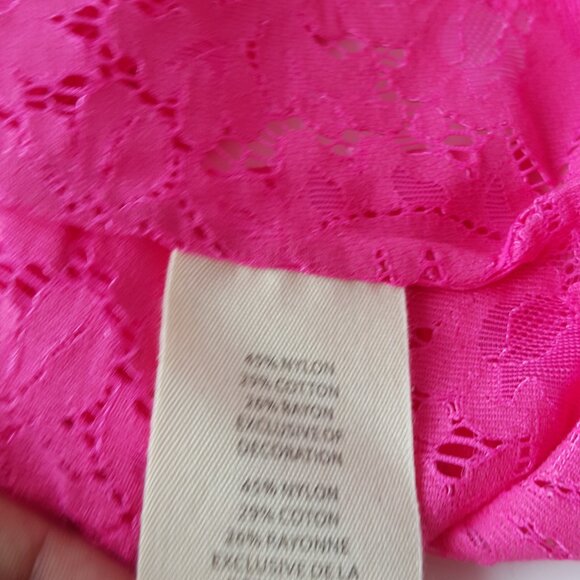 45% NYLON
29% COTTON
26% RAYON
EXCLUSIVE OF
DECORATION
45% NYLON
29% COTON
26% RAYONNE
EXCLUSIVE DE LA